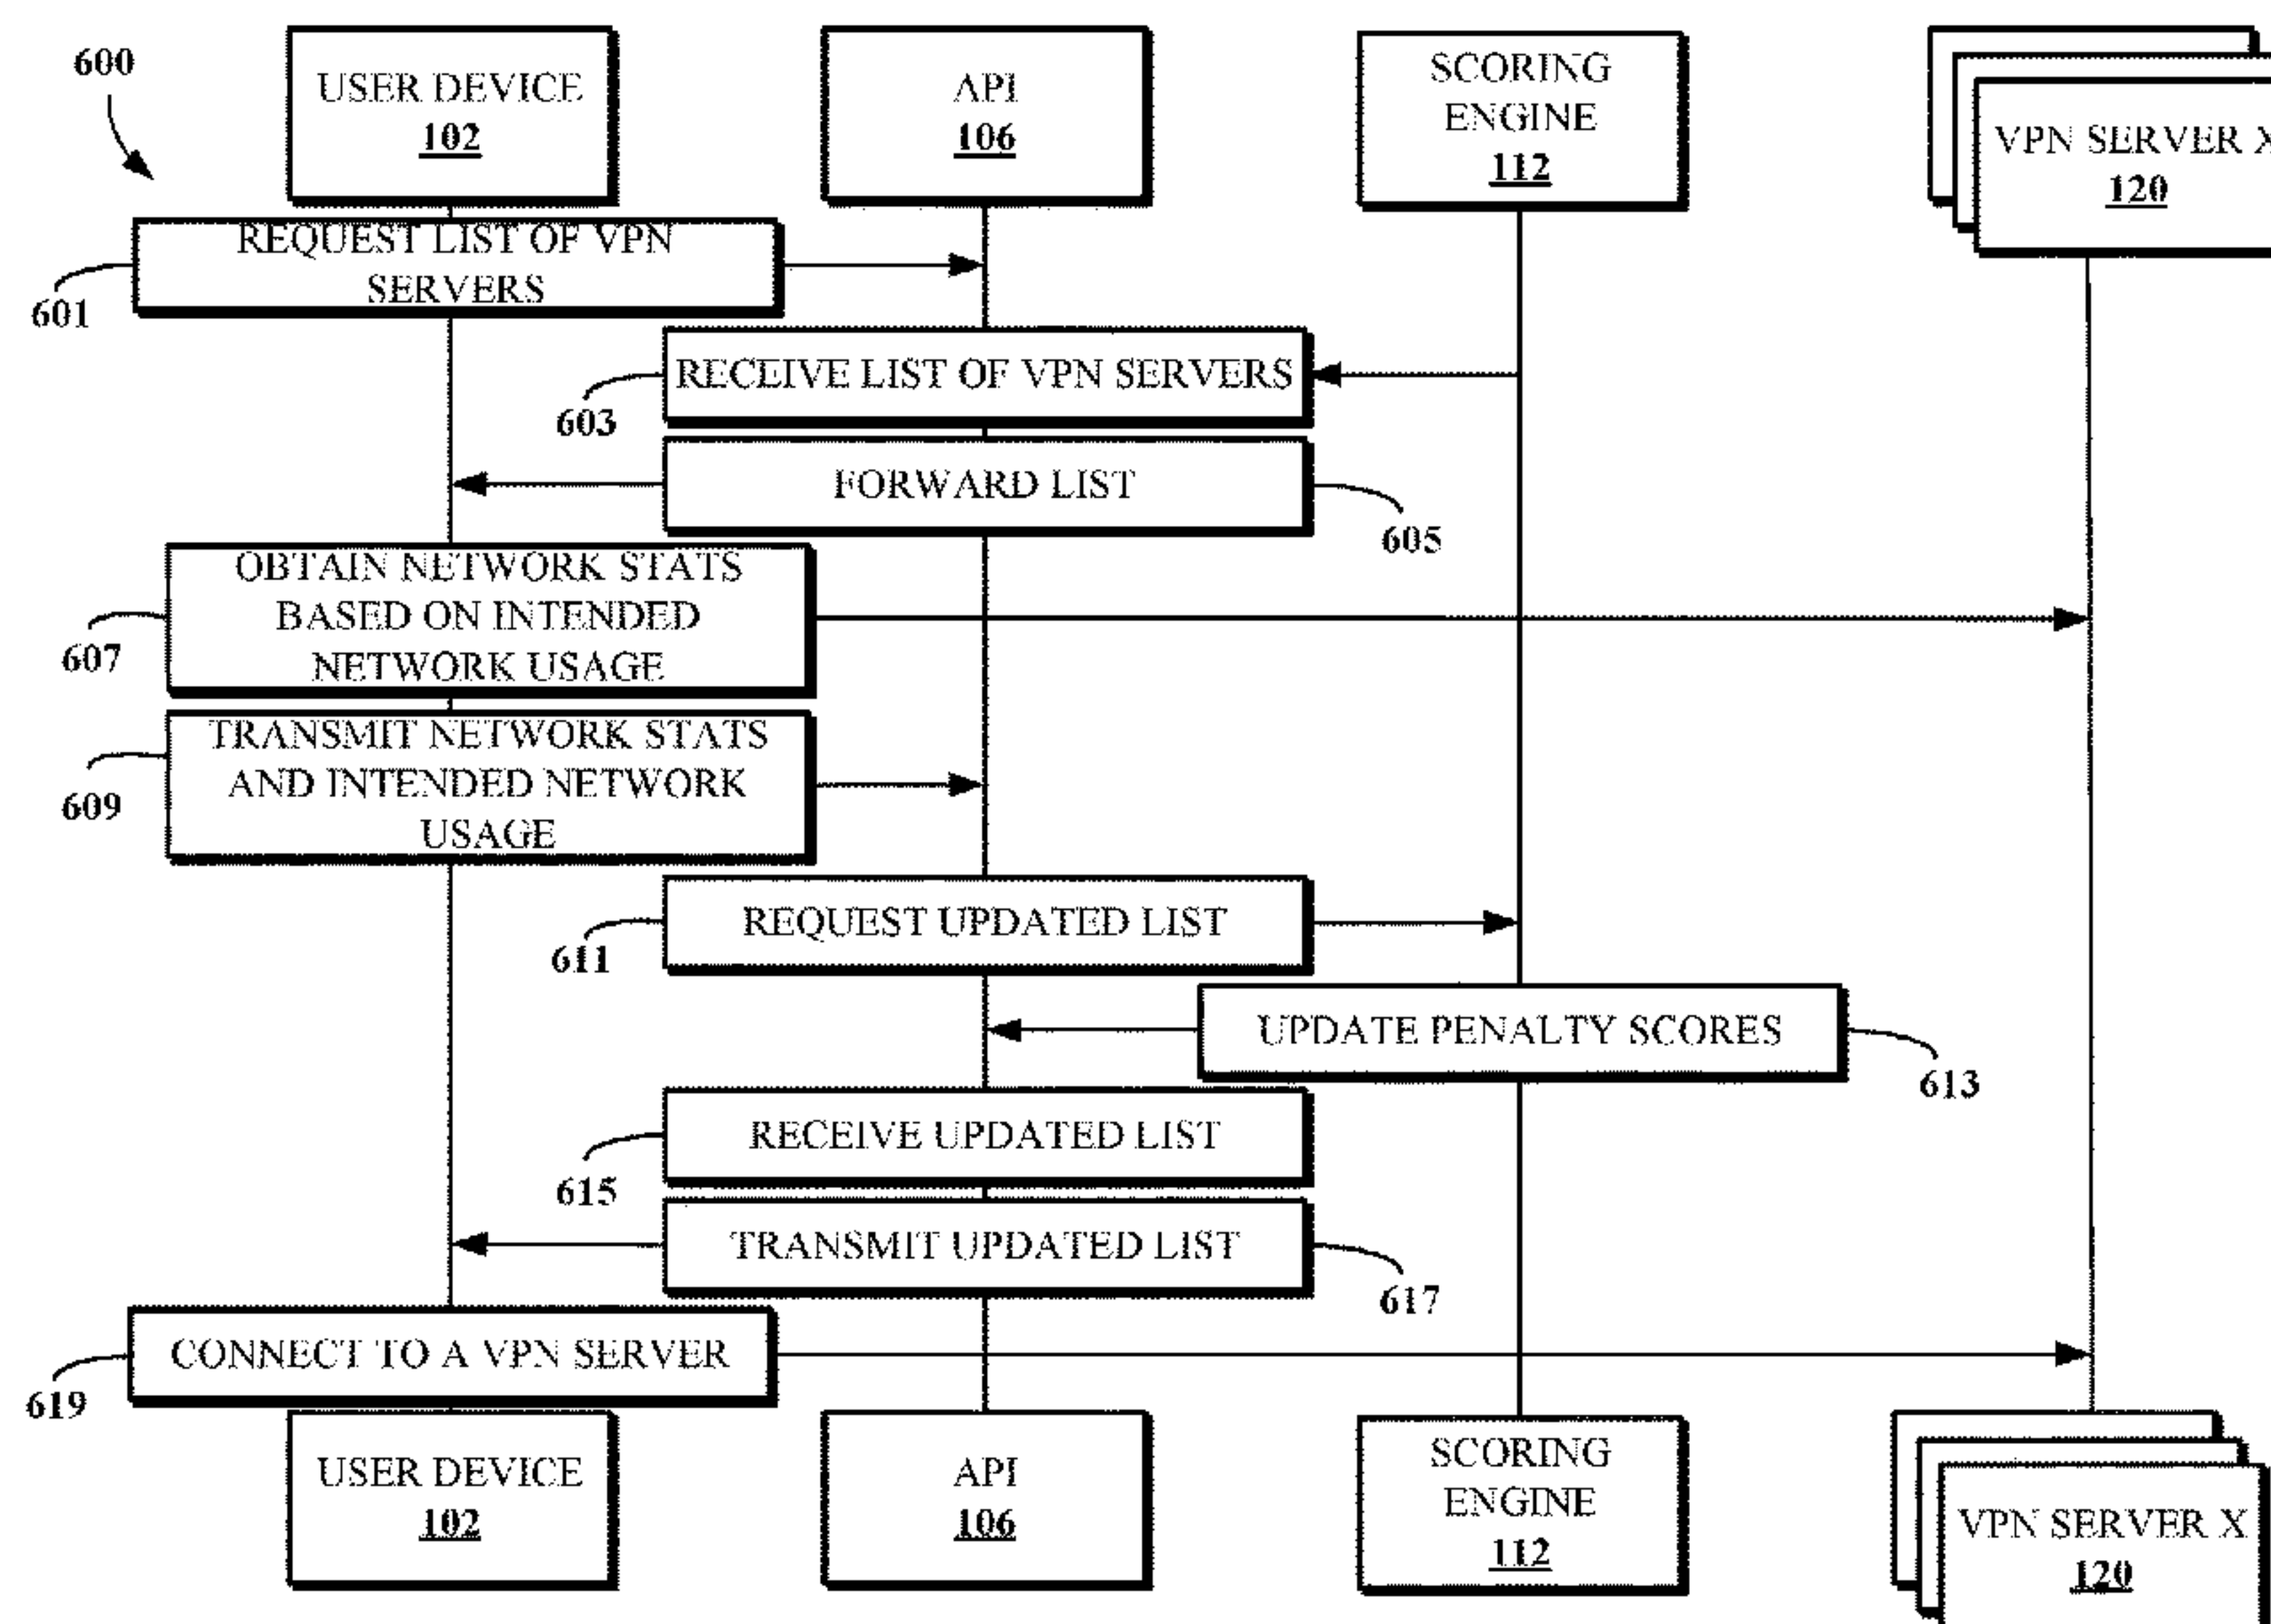 600
USER DEVICE
102
API
106
SCORING
ENGINE
112
VPN SERVER X
120
REQUEST LIST OF VPN
SERVERS
601
RECEIVE LIST OF VPN SERVERS
603
FORWARD LIST
605
OBTAIN NETWORK STATS
BASED ON INTENDED
NETWORK USAGE
607
TRANSMIT NETWORK STATS
AND INTENDED NETWORK
USAGE
609
REQUEST UPDATED LIST
611
UPDATE PENALTY SCORES
613
RECEIVE UPDATED LIST
615
TRANSMIT UPDATED LIST
617
CONNECT TO A VPN SERVER
619
USER DEVICE
102
API
106
SCORING
ENGINE
112
VPN SERVER X
120